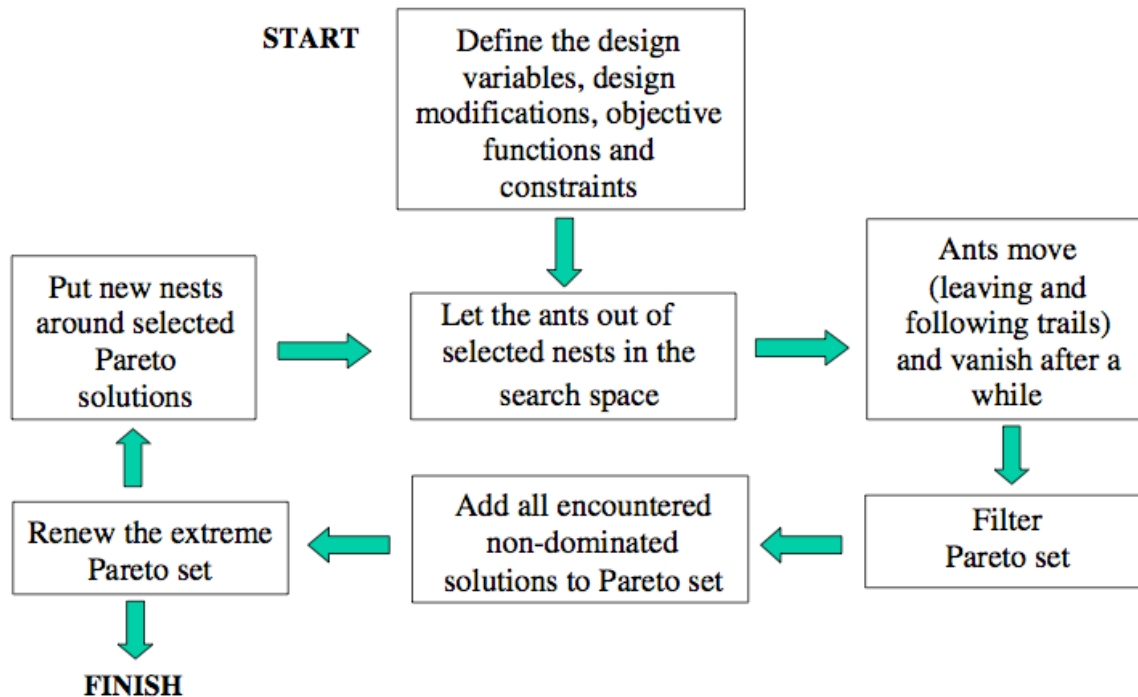 START
Define the design
variables, design
modifications, objective
functions and
constraints
Put new nests
around selected
Pareto
solutions
Let the ants out of
selected nests in the
search space
Ants move
(leaving and
following trails)
and vanish after a
while
Renew the extreme
Pareto set
Add all encountered
non-dominated
solutions to Pareto set
Filter
Pareto set
FINISH